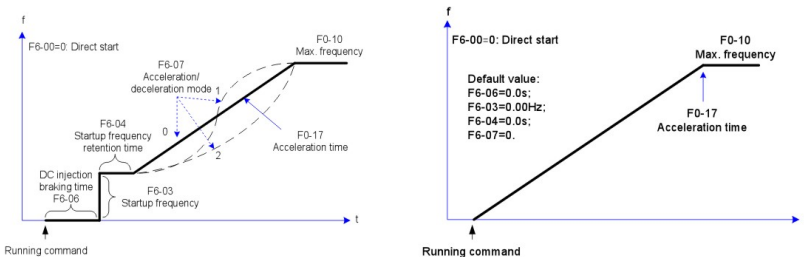 f
F6-00=0: Direct start
F0-10
Max. frequency
F6-07
Acceleration/
deceleration mode
1
0
2
F6-04
Startup frequency
retention time
F0-17
Acceleration time
DC injection
braking time
F6-06
F6-03
Startup frequency
t
Running command
f
F6-00=0: Direct start
F0-10
Max. frequency
Default value:
F6-06=0.0s;
F6-03=0.00Hz;
F6-04=0.0s;
F6-07=0.
F0-17
Acceleration time
Running command